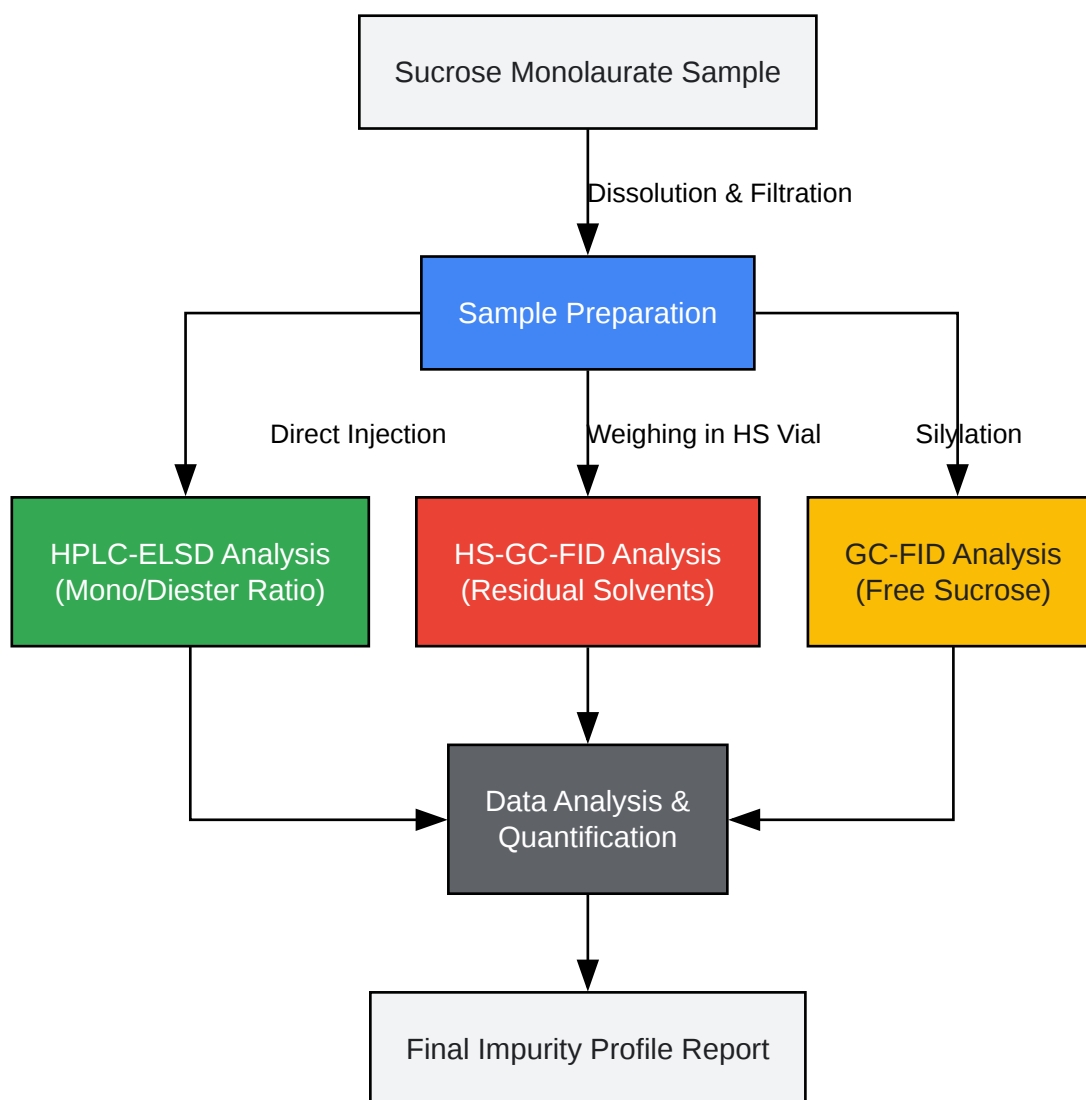 Sucrose Monolaurate Sample
Dissolution & Filtration
Sample Preparation
Direct Injection
Weighing in HS Vial
Silylation
HPLC-ELSD Analysis
(Mono/Diester Ratio)
HS-GC-FID Analysis
(Residual Solvents)
GC-FID Analysis
(Free Sucrose)
Data Analysis &
Quantification
Final Impurity Profile Report